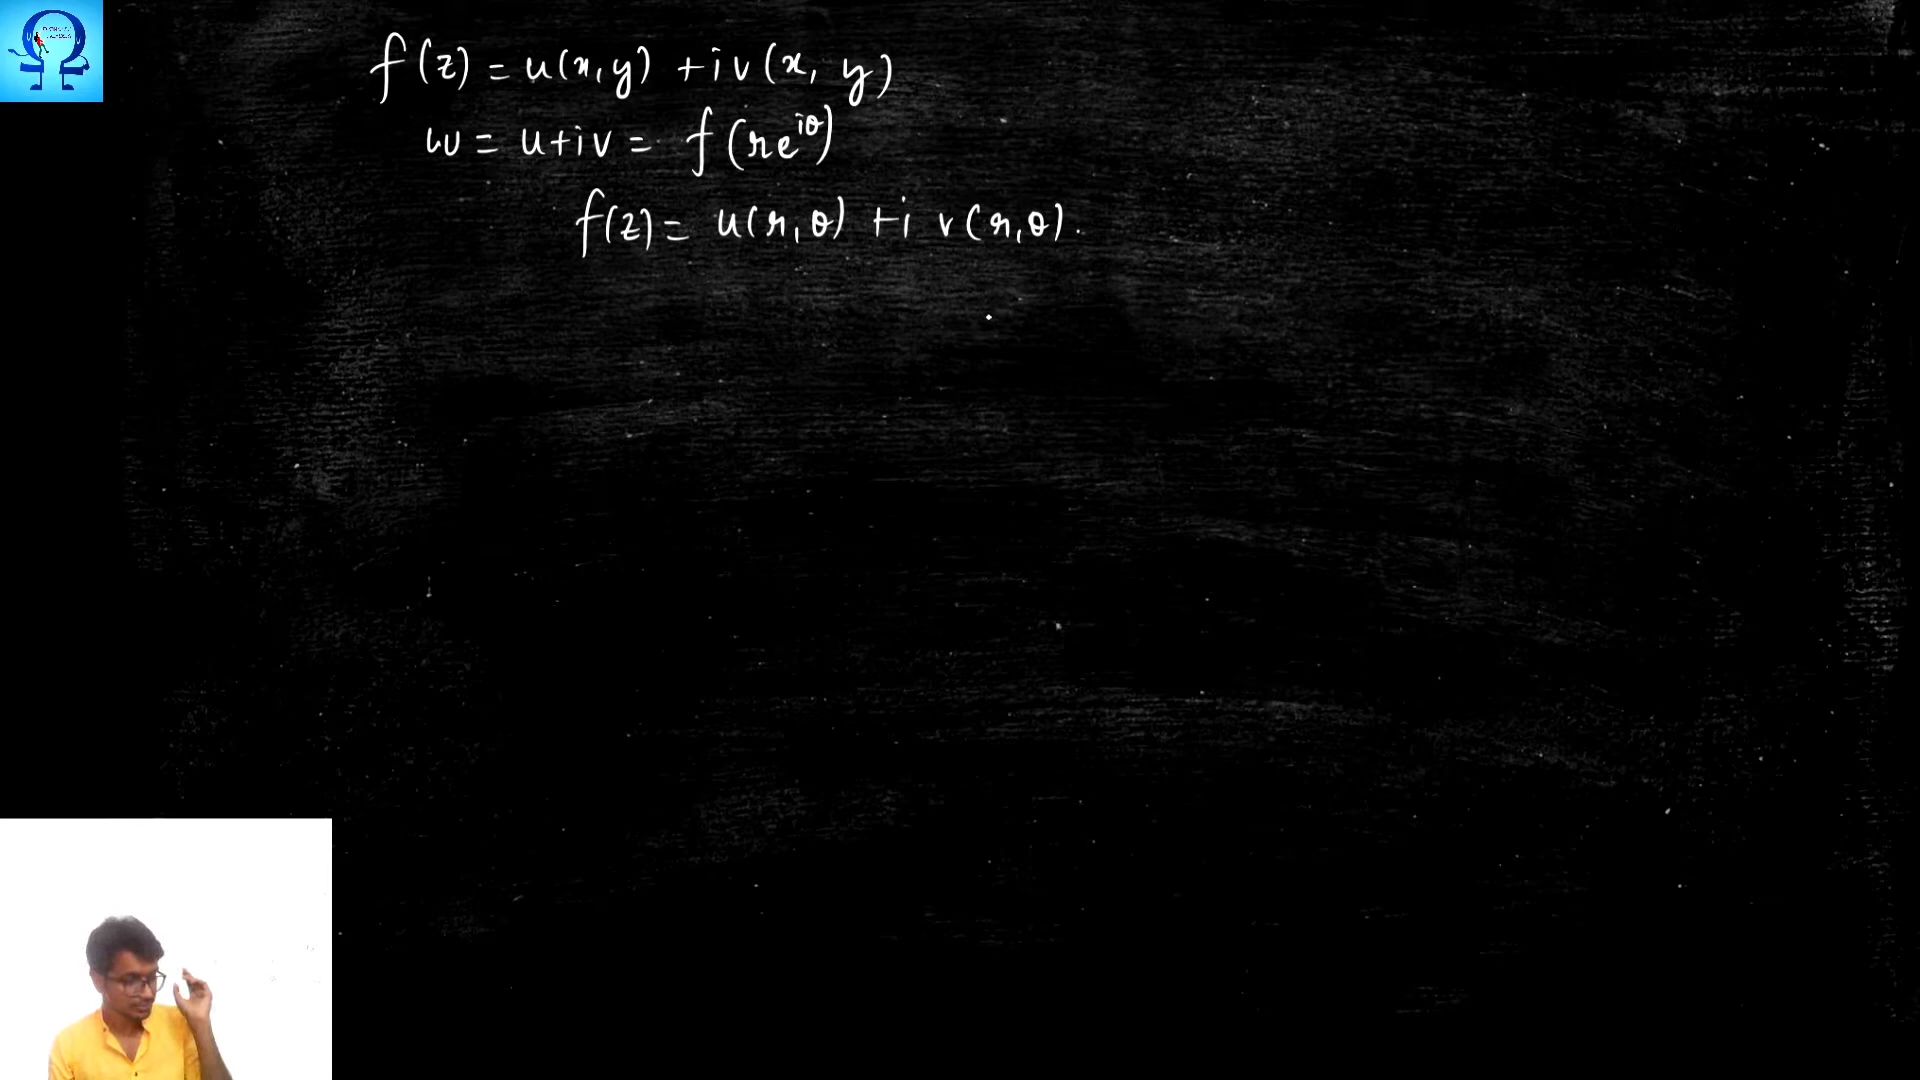 f(z) = u(x,y) + iv(x, y)
w = u+iv = f(re^{iθ})
f(z) = u(r,θ) + i v(r,θ).